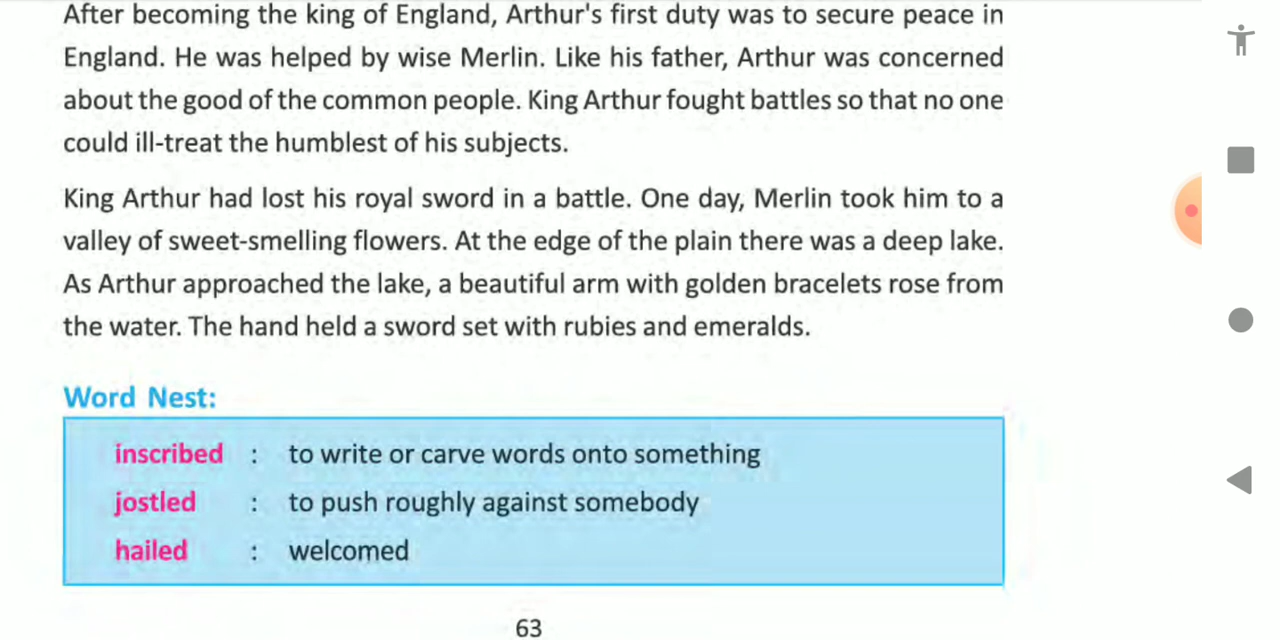 After becoming the king of England, Arthur's first duty was to secure peace in
England. He was helped by wise Merlin. Like his father, Arthur was concerned
about the good of the common people. King Arthur fought battles so that no one
could ill-treat the humblest of his subjects.
King Arthur had lost his royal sword in a battle. One day, Merlin took him to a
valley of sweet-smelling flowers. At the edge of the plain there was a deep lake.
As Arthur approached the lake, a beautiful arm with golden bracelets rose from
the water. The hand held a sword set with rubies and emeralds.
Word Nest:
inscribed : to write or carve words onto something
jostled : to push roughly against somebody
hailed : welcomed
63